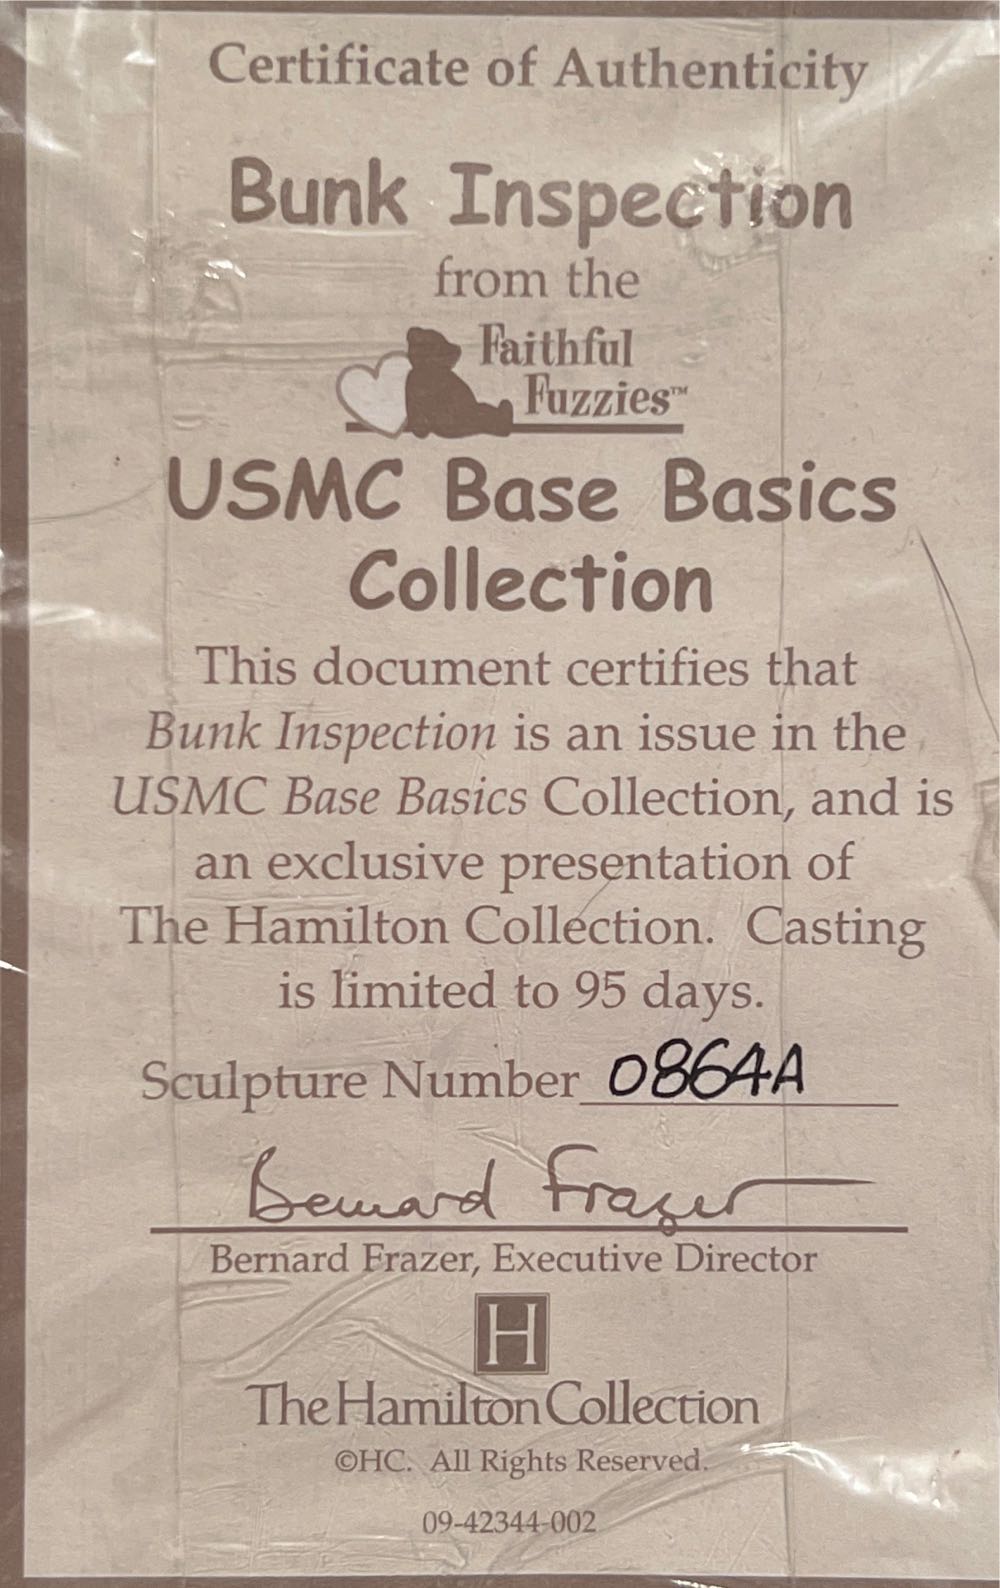 Certificate of Authenticity
Bunk Inspection
from the
Faithful
Fuzzies™
USMC Base Basics
Collection
This document certifies that
Bunk Inspection is an issue in the
USMC Base Basics Collection, and is
an exclusive presentation of
The Hamilton Collection. Casting
is limited to 95 days.
Sculpture Number 0864A
Bernard Frazer
Bernard Frazer, Executive Director
H
The Hamilton Collection
©HC. All Rights Reserved.
09-42344-002